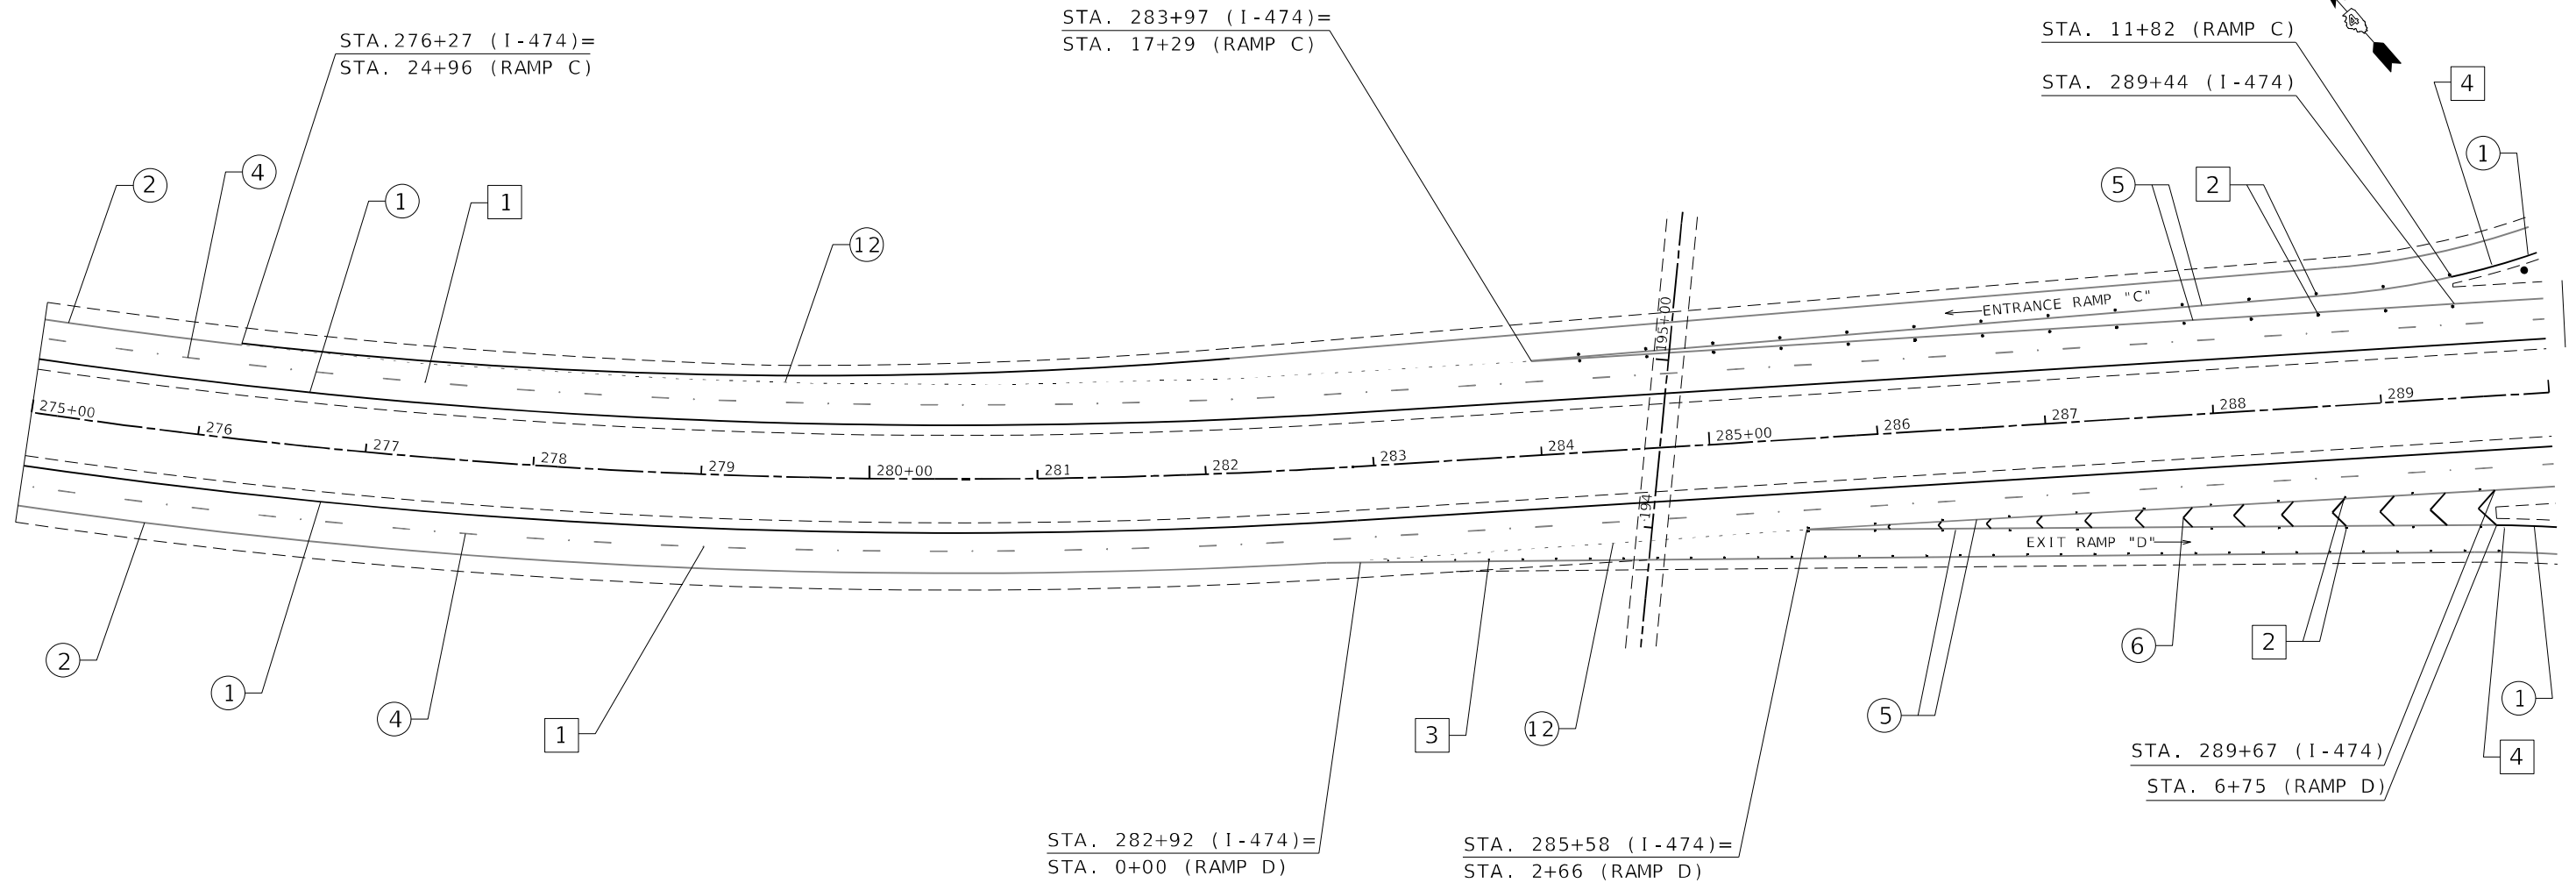 STA. 283+97 (I-474)=
STA. 17+29 (RAMP C)
STA.276+27 (I-474)=
STA. 24+96 (RAMP C)
STA. 11+82 (RAMP C)
STA. 289+44 (I-474)
4
4
1
2
4
1
1
5
2
12
ENTRANCE RAMP "C"
195+00
275+00
276
277
278
279
280+00
281
282
283
284
285+00
286
287
288
289
194
EXIT RAMP "D"
2
1
4
1
3
12
5
6
2
1
4
STA. 289+67 (I-474)
STA. 6+75 (RAMP D)
STA. 282+92 (I-474)=
STA. 0+00 (RAMP D)
STA. 285+58 (I-474)=
STA. 2+66 (RAMP D)